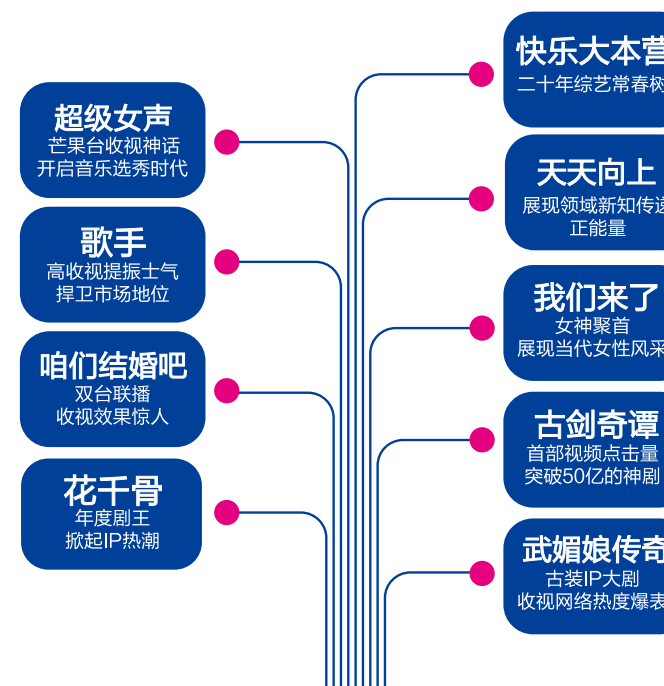 超级女声
芒果台收视神话
开启音乐选秀时代
歌手
高收视提振士气
捍卫市场地位
咱们结婚吧
双台联播
收视效果惊人
花千骨
年度剧王
掀起IP热潮
快乐大本营
二十年综艺常春树
天天向上
展现领域新知传递
正能量
我们来了
女神聚首
展现当代女性风采
古剑奇谭
首部视频点击量
突破50亿的神剧
武媚娘传奇
古装IP大剧
收视网络热度爆表